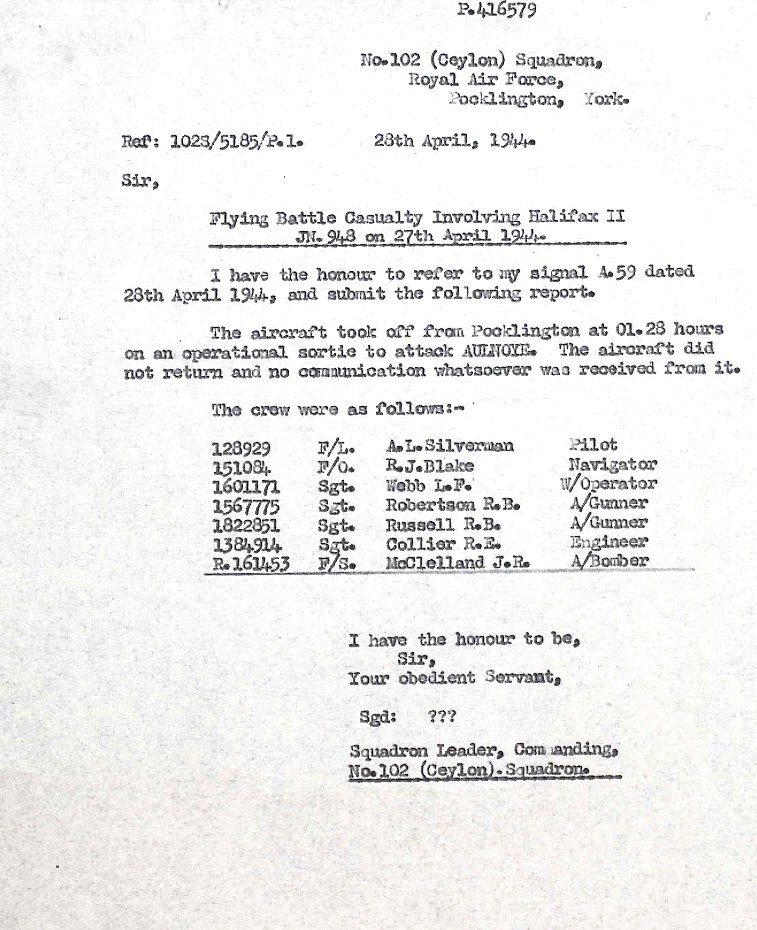 P.416579
No.102 (Ceylon) Squadron,
Royal Air Force,
Pocklington, York.
Ref: 102S/5185/P.1. 28th April, 1944.
Sir,
Flying Battle Casualty Involving Halifax II
JN.948 on 27th April 1944.
I have the honour to refer to my signal A.59 dated
28th April 1944, and submit the following report.
The aircraft took off from Pocklington at 01.28 hours
on an operational sortie to attack AULNOYE. The aircraft did
not return and no communication whatsoever was received from it.
The crew were as follows:-
128929 F/L. A.L.Silverman Pilot
151084 F/O. R.J.Blake Navigator
1601171 Sgt. Webb L.F. W/Operator
1567775 Sgt. Robertson R.B. A/Gunner
1822851 Sgt. Russell R.B. A/Gunner
1384914 Sgt. Collier R.E. Engineer
R.161453 F/S. McClelland J.R. A/Bomber
I have the honour to be,
Sir,
Your obedient Servant,
Sgd: ???
Squadron Leader, Com anding,
No.102 (Ceylon).Squadron.